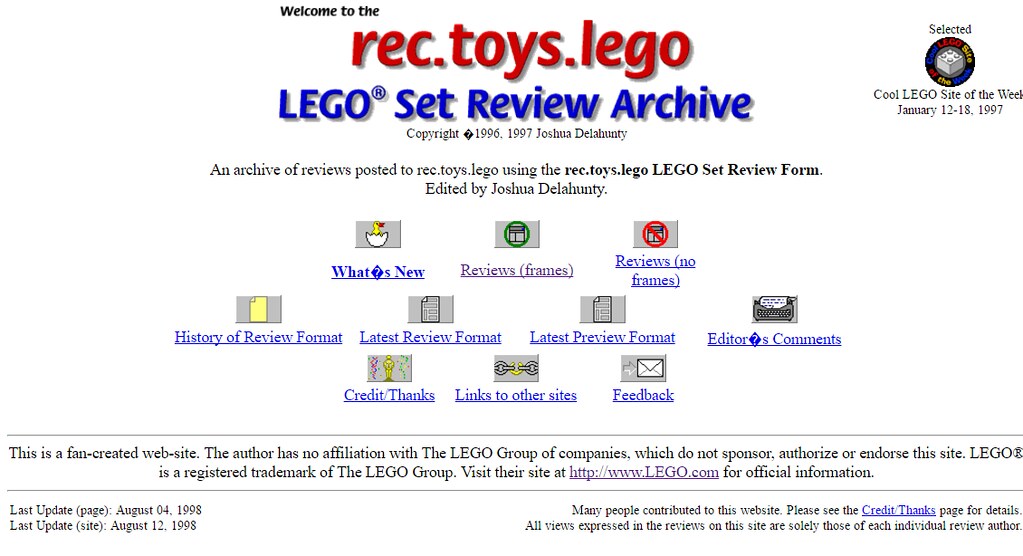 Welcome to the
rec.toys.lego
LEGO® Set Review Archive
Copyright �1996, 1997 Joshua Delahunty
Selected
Cool LEGO Site of the Week
Cool LEGO Site of the Week
January 12-18, 1997
An archive of reviews posted to rec.toys.lego using the rec.toys.lego LEGO Set Review Form.
Edited by Joshua Delahunty.
What�s New
Reviews (frames)
Reviews (no
frames)
History of Review Format
Latest Review Format
Latest Preview Format
Editor�s Comments
Credit/Thanks
Links to other sites
Feedback
This is a fan-created web-site. The author has no affiliation with The LEGO Group of companies, which do not sponsor, authorize or endorse this site. LEGO®
is a registered trademark of The LEGO Group. Visit their site at http://www.LEGO.com for official information.
Last Update (page): August 04, 1998
Last Update (site): August 12, 1998
Many people contributed to this website. Please see the Credit/Thanks page for details.
All views expressed in the reviews on this site are solely those of each individual review author.